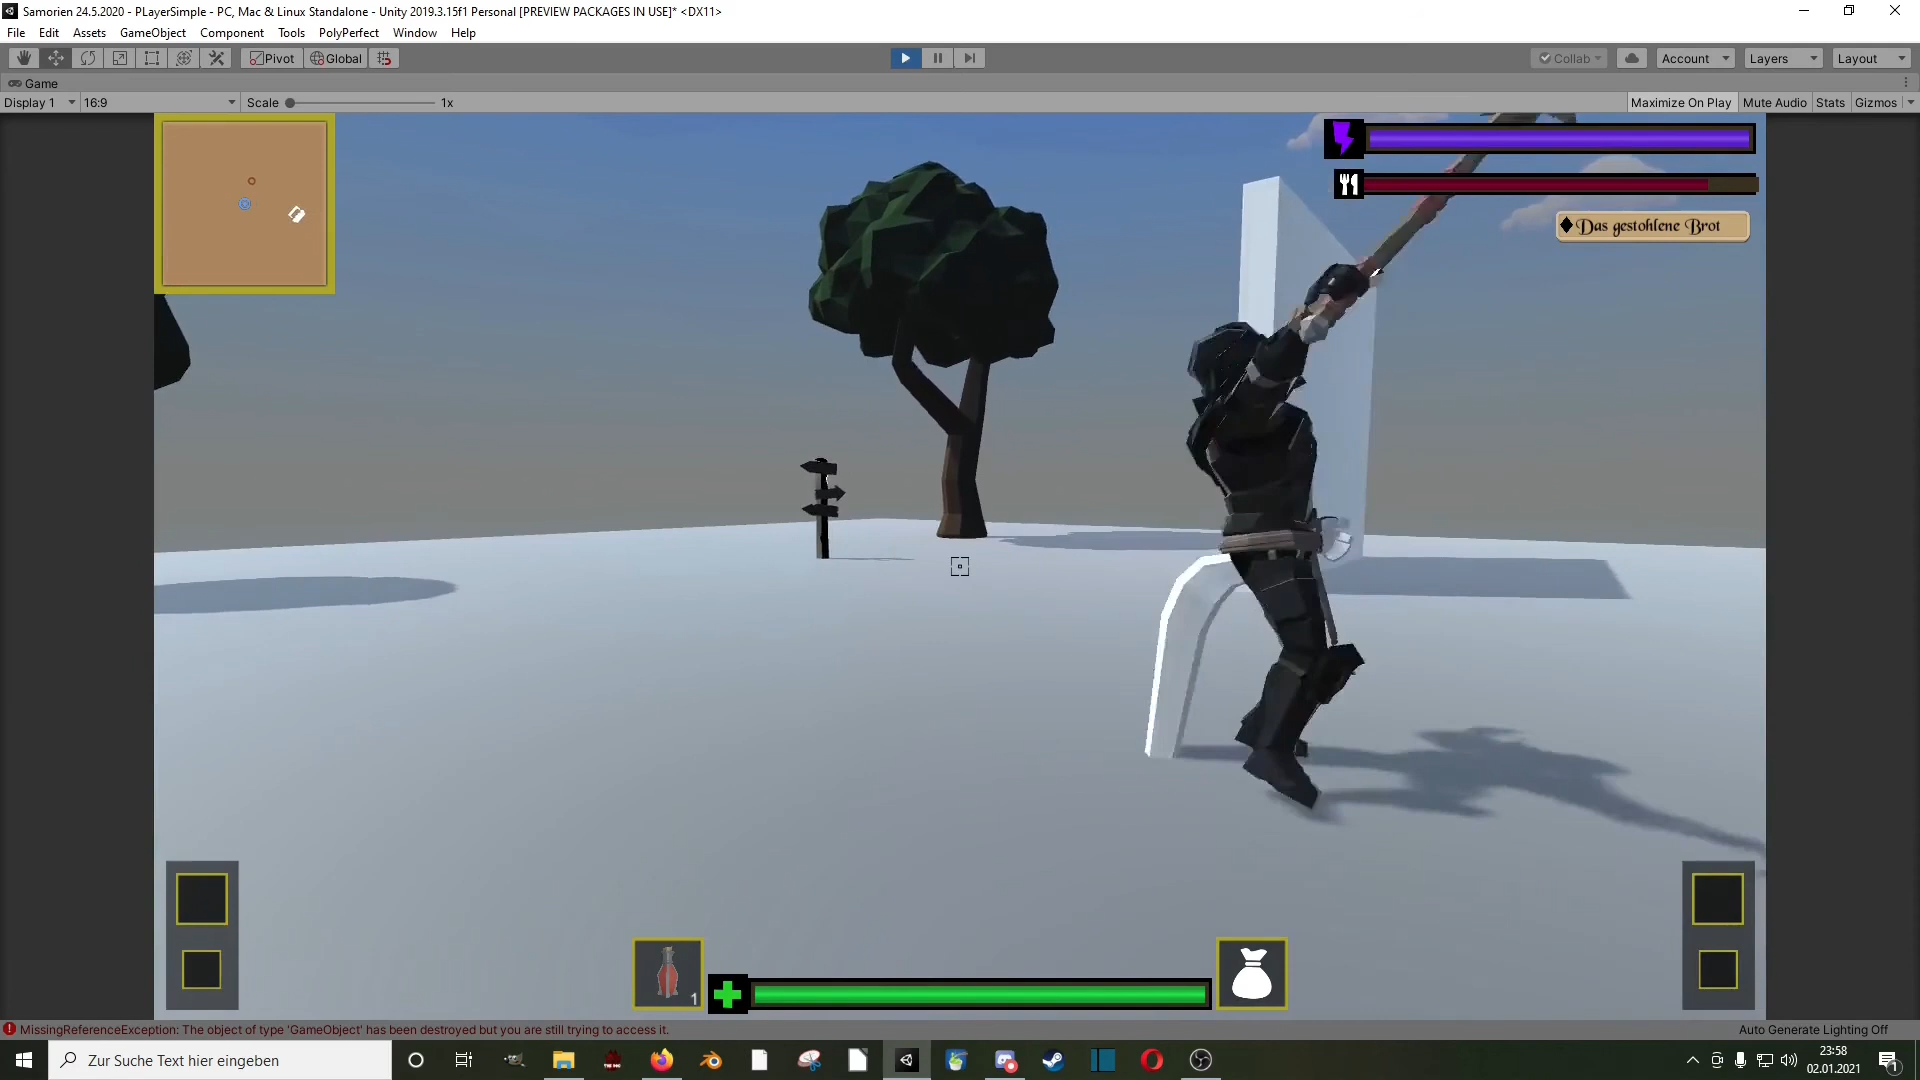 Samorien 24.5.2020 - PLayerSimple - PC, Mac & Linux Standalone - Unity 2019.3.15f1 Personal [PREVIEW PACKAGES IN USE]* <DX11>
File Edit Assets GameObject Component Tools PolyPerfect Window Help
Pivot Global Collab Account Layers Layout
Game
Display 1 16:9 Scale 1x Maximize On Play Mute Audio Stats Gizmos
Das gestohlene Brot
1
MissingReferenceException: The object of type 'GameObject' has been destroyed but you are still trying to access it.
Auto Generate Lighting Off
Zur Suche Text hier eingeben
23:58
02.01.2021
1